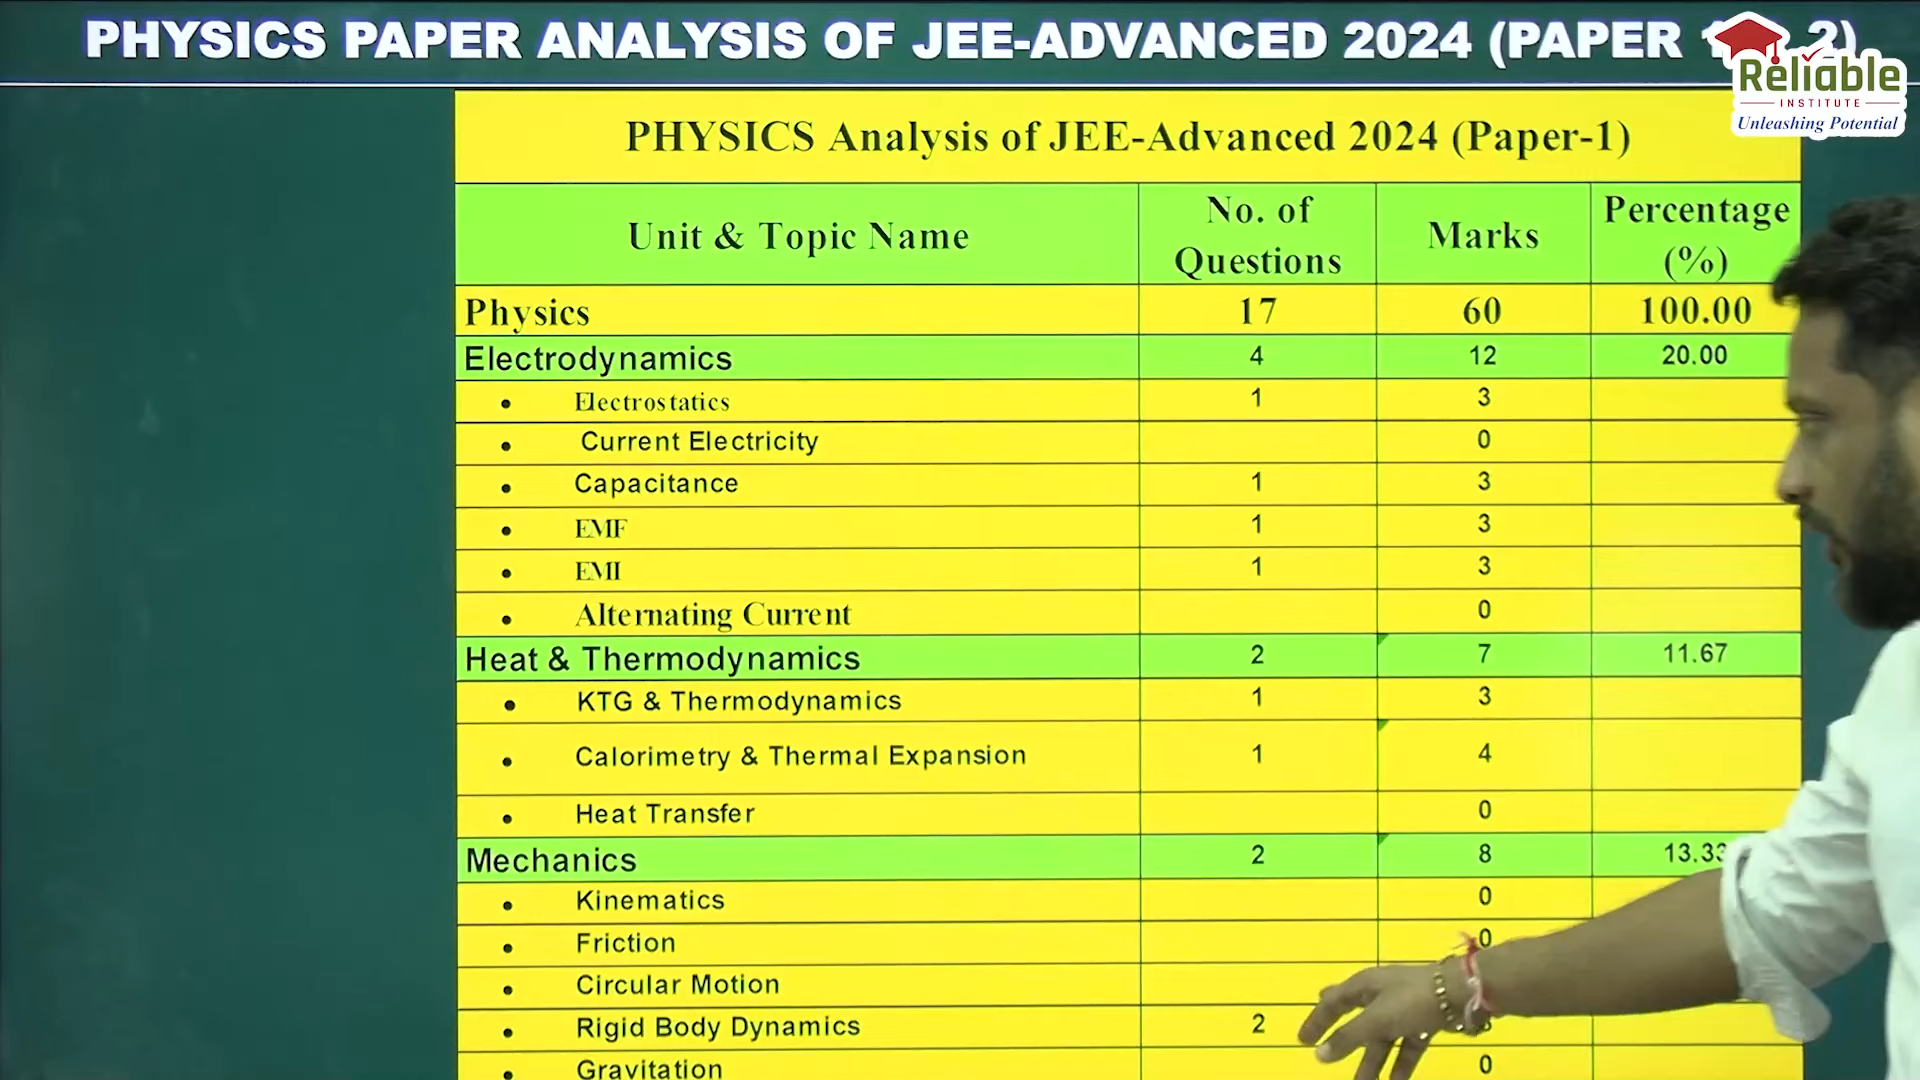 PHYSICS PAPER ANALYSIS OF JEE-ADVANCED 2024 (PAPER 2)
Reliable
INSTITUTE
Unleashing Potential
PHYSICS Analysis of JEE-Advanced 2024 (Paper-1)
Unit & Topic Name No. of Questions Marks Percentage (%)
Physics 17 60 100.00
Electrodynamics 4 12 20.00
• Electrostatics 1 3
• Current Electricity 0
• Capacitance 1 3
• EMF 1 3
• EMI 1 3
• Alternating Current 0
Heat & Thermodynamics 2 7 11.67
• KTG & Thermodynamics 1 3
• Calorimetry & Thermal Expansion 1 4
• Heat Transfer 0
Mechanics 2 8 13.33
• Kinematics 0
• Friction 0
• Circular Motion
• Rigid Body Dynamics 2
• Gravitation 0